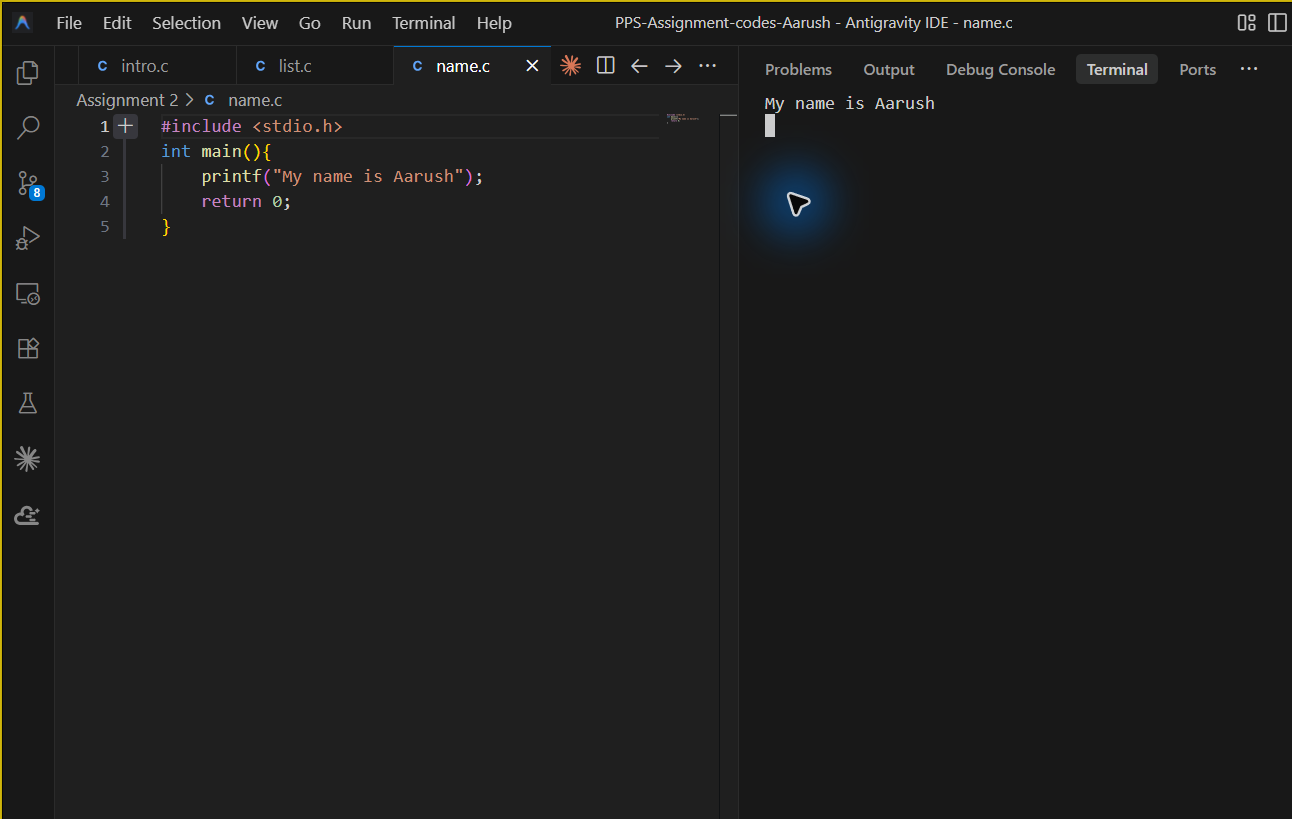 File Edit Selection View Go Run Terminal Help
PPS-Assignment-codes-Aarush - Antigravity IDE - name.c
C intro.c
C list.c
C name.c
Assignment 2 > C name.c
1 #include <stdio.h>
2 int main(){
3     printf("My name is Aarush");
4     return 0;
5 }
8
Problems Output Debug Console Terminal Ports
My name is Aarush